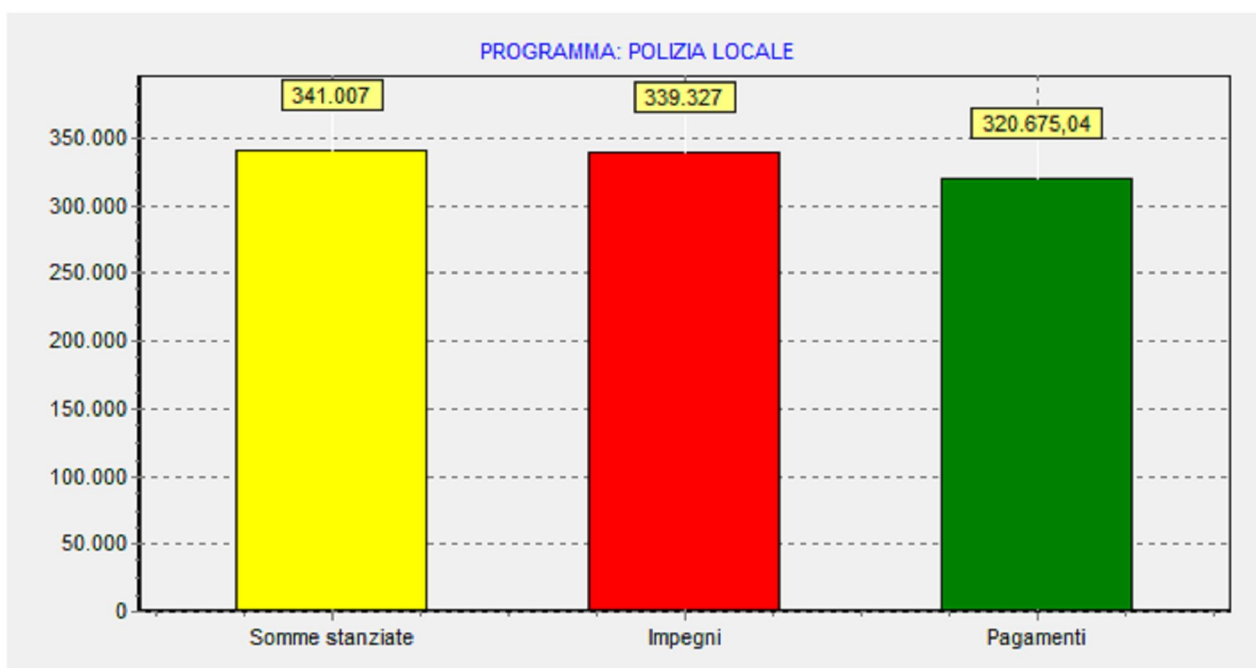 PROGRAMMA: POLIZIA LOCALE
341.007
339.327
320.675,04
350.000
300.000
250.000
200.000
150.000
100.000
50.000
0
Somme stanziate
Impegni
Pagamenti